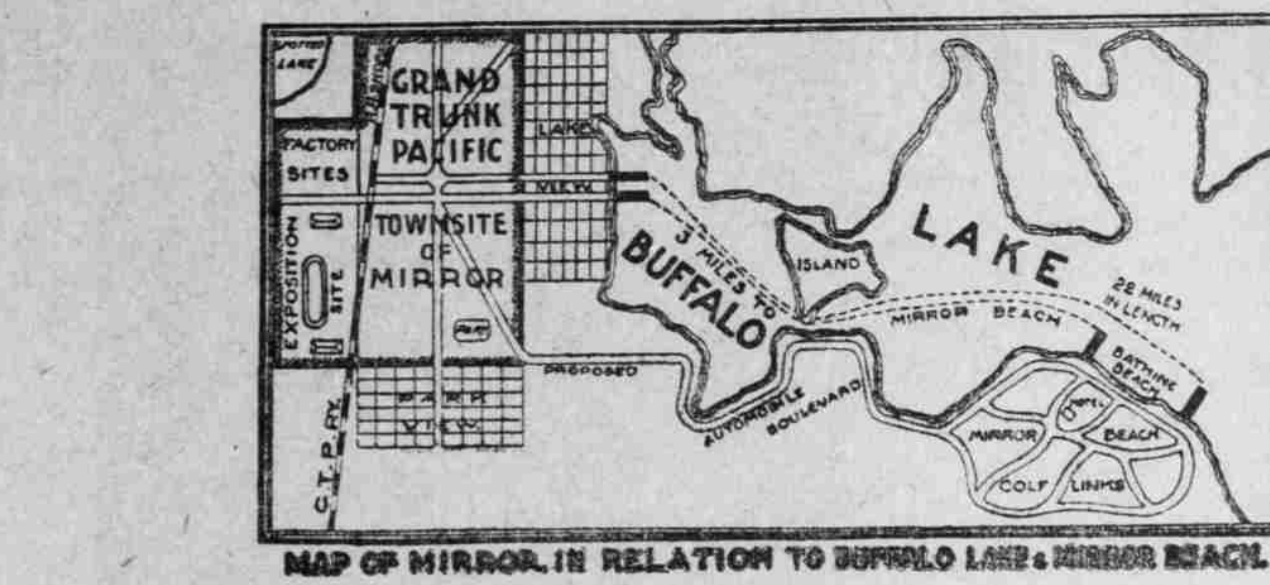 SPOTTED
LAKE
GRAND
TRUNK
PACIFIC
FACTORY
SITES
LAKE
VIEW
TOWNSITE
OF
MIRROR
EXPOSITION
SITE
PARK
PARK
VIEW
G.T.P. RY.
PROPOSED
AUTOMOBILE
BOULEVARD
BUFFALO
LAKE
3 MILES TO
MIRROR BEACH
ISLAND
28 MILES
IN LENGTH
BATHING
BEACH
HOTEL
MIRROR BEACH
GOLF LINKS
MAP OF MIRROR. IN RELATION TO BUFFALO LAKE & MIRROR BEACH.